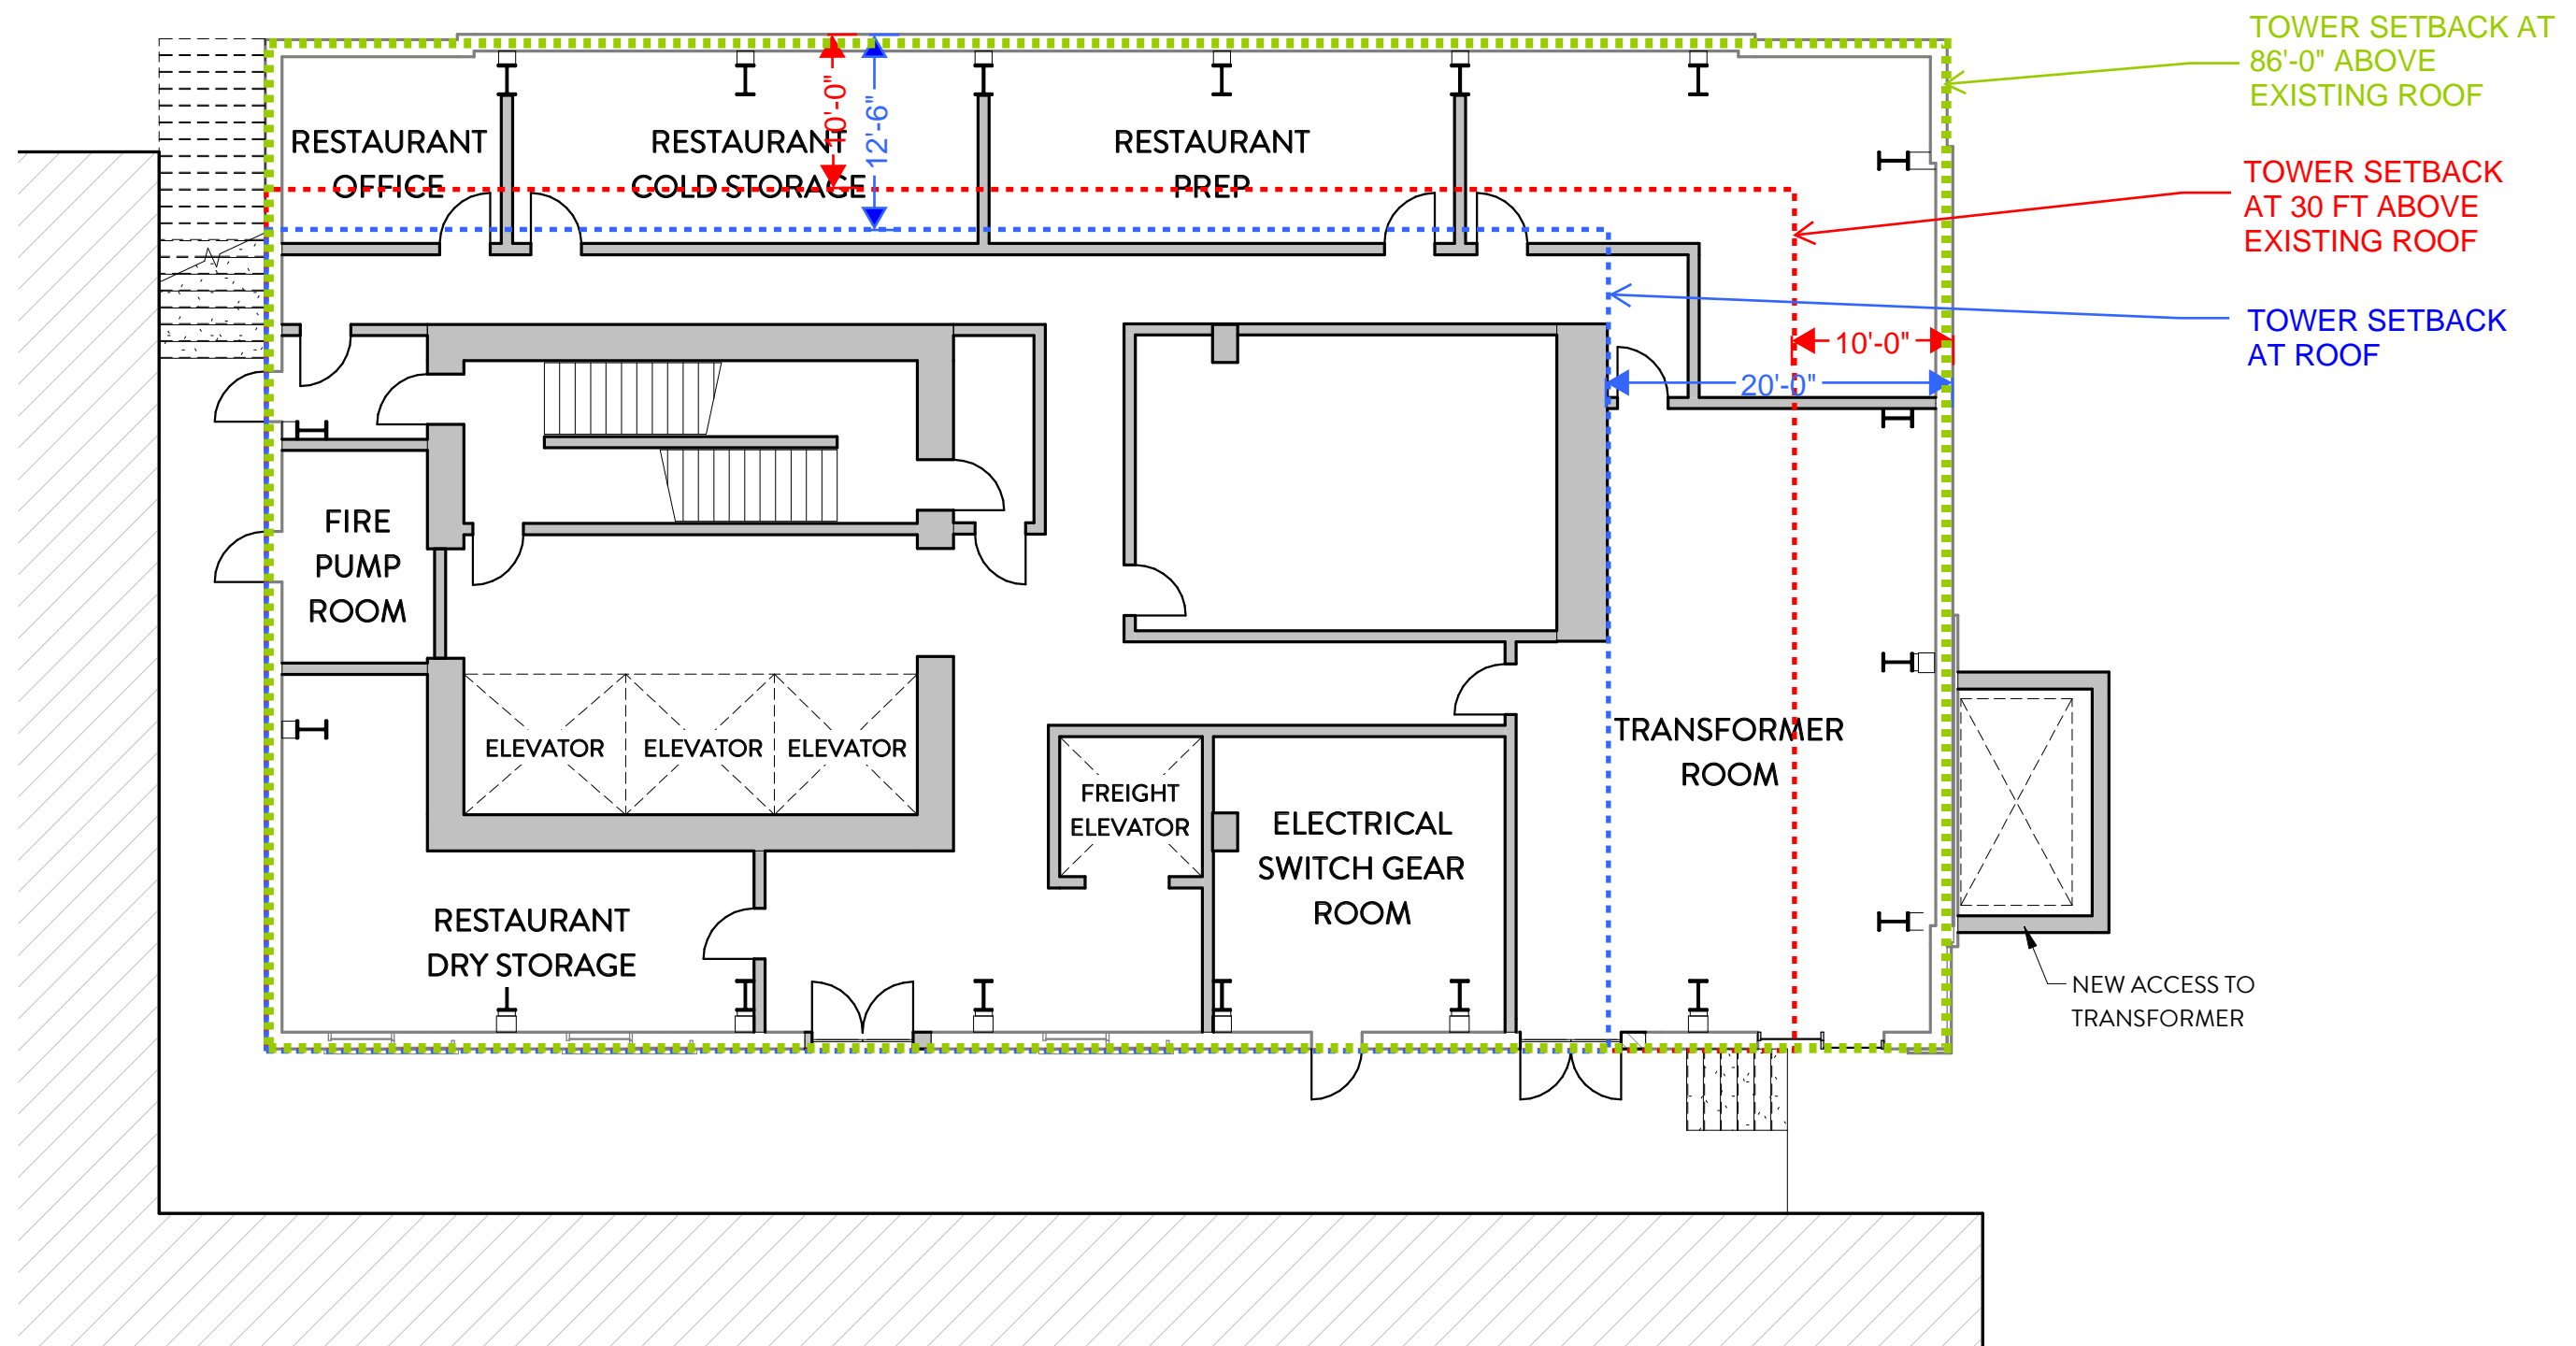 TOWER SETBACK AT
86'-0" ABOVE
EXISTING ROOF
RESTAURANT
OFFICE
RESTAURANT
COLD STORAGE
10'-0"
12'-6"
RESTAURANT
PREP
TOWER SETBACK
AT 30 FT ABOVE
EXISTING ROOF
TOWER SETBACK
AT ROOF
10'-0"
20'-0"
FIRE
PUMP
ROOM
ELEVATOR
ELEVATOR
ELEVATOR
FREIGHT
ELEVATOR
ELECTRICAL
SWITCH GEAR
ROOM
TRANSFORMER
ROOM
RESTAURANT
DRY STORAGE
NEW ACCESS TO
TRANSFORMER